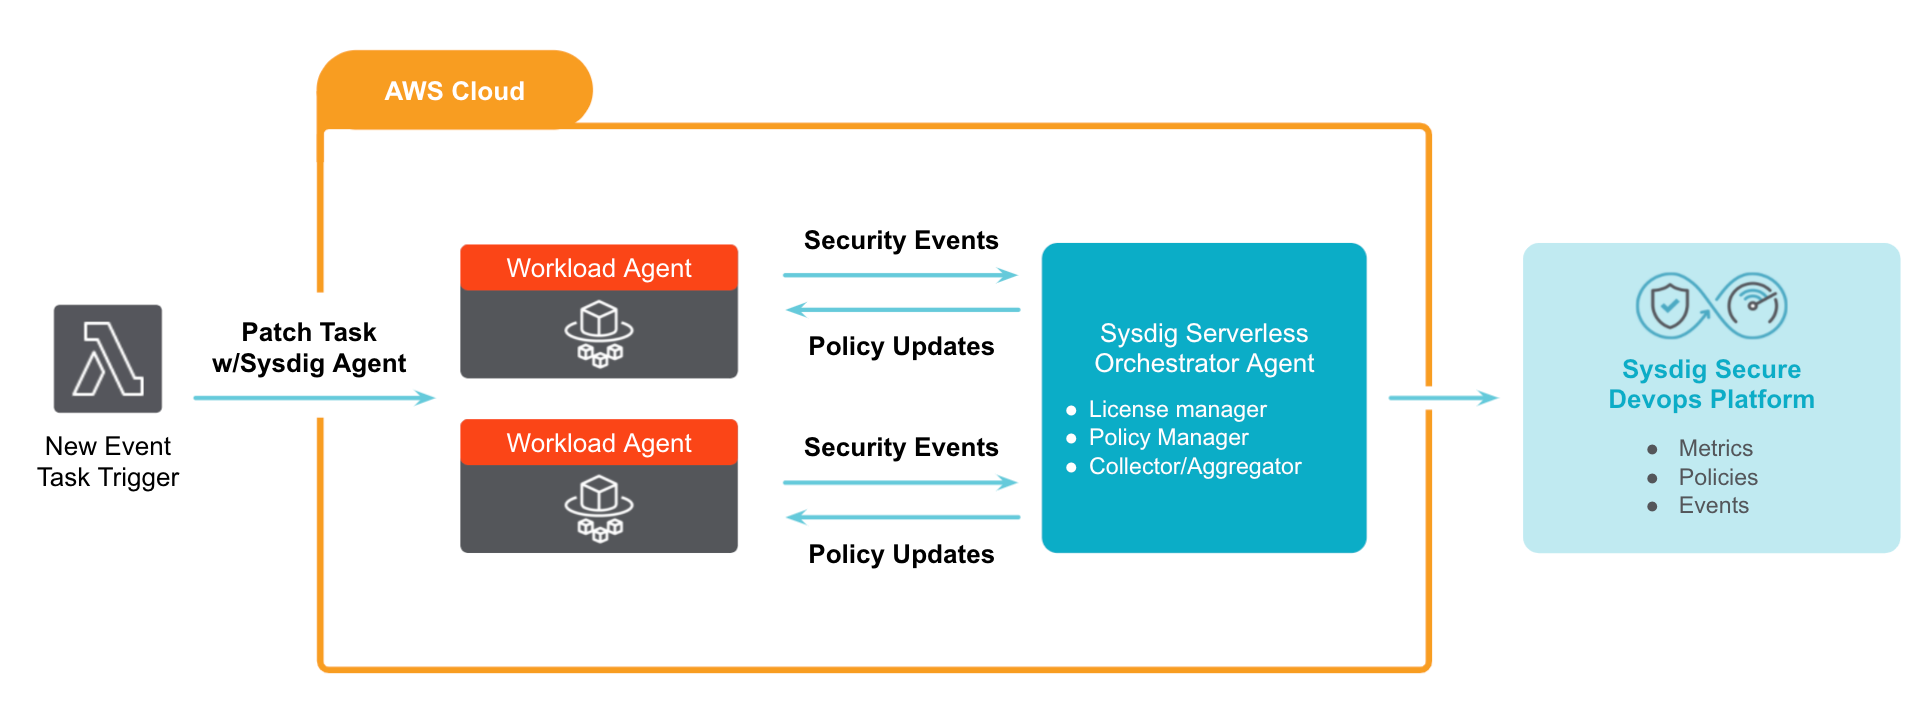 AWS Cloud
New Event
Task Trigger
Patch Task
w/Sysdig Agent
Workload Agent
Security Events
Policy Updates
Workload Agent
Security Events
Policy Updates
Sysdig Serverless
Orchestrator Agent
● License manager
● Policy Manager
● Collector/Aggregator
Sysdig Secure
Devops Platform
● Metrics
● Policies
● Events